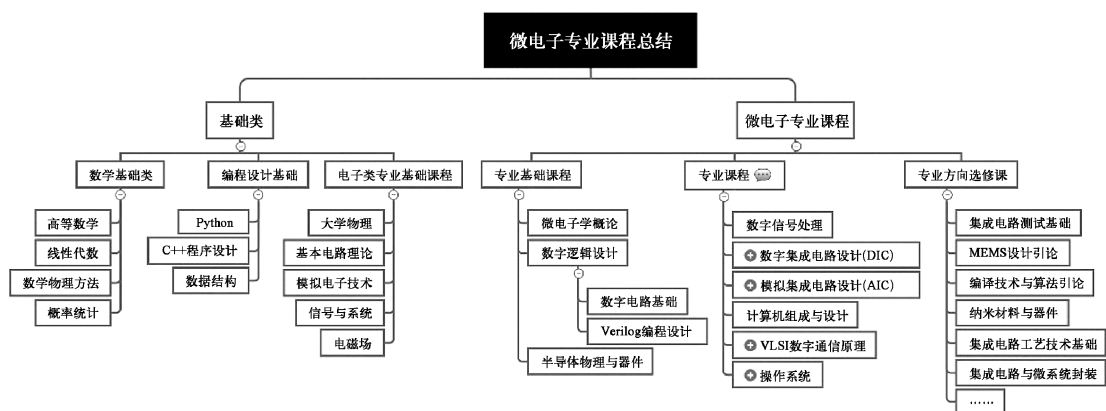 微电子专业课程总结
基础类
微电子专业课程
数学基础类
编程设计基础
电子类专业基础课程
专业基础课程
专业课程
专业方向选修课
高等数学
线性代数
数学物理方法
概率统计
Python
C++程序设计
数据结构
大学物理
基本电路理论
模拟电子技术
信号与系统
电磁场
微电子学概论
数字逻辑设计
数字电路基础
Verilog编程设计
半导体物理与器件
数字信号处理
数字集成电路设计(DIC)
模拟集成电路设计(AIC)
计算机组成与设计
VLSI数字通信原理
操作系统
集成电路测试基础
MEMS设计引论
编译技术与算法引论
纳米材料与器件
集成电路工艺技术基础
集成电路与微系统封装
……